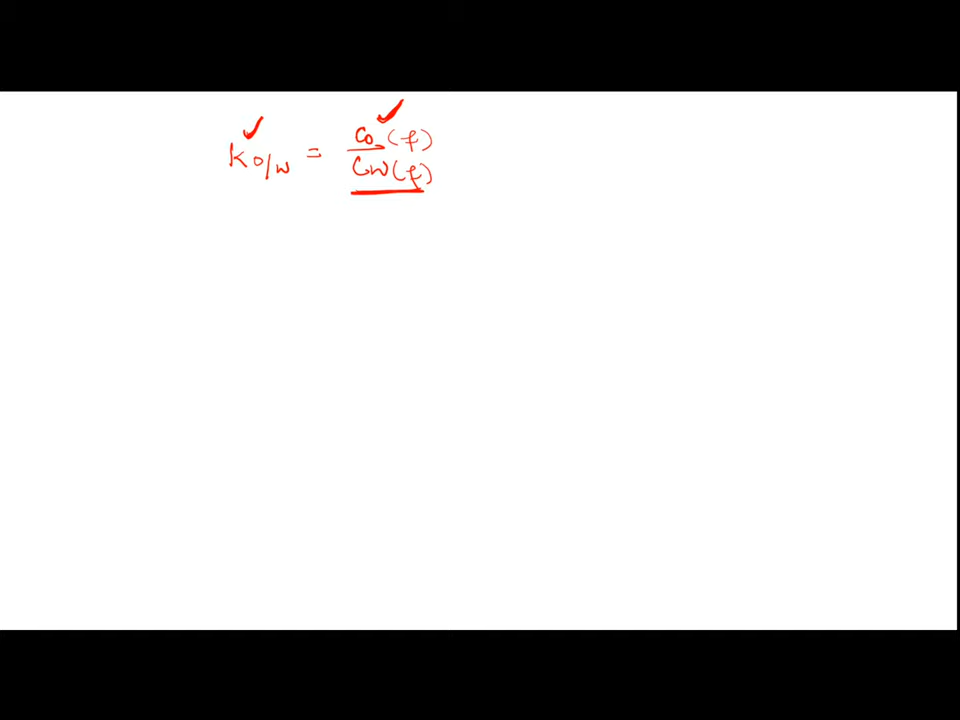 Ko/w = Co (f) / Cw (f)